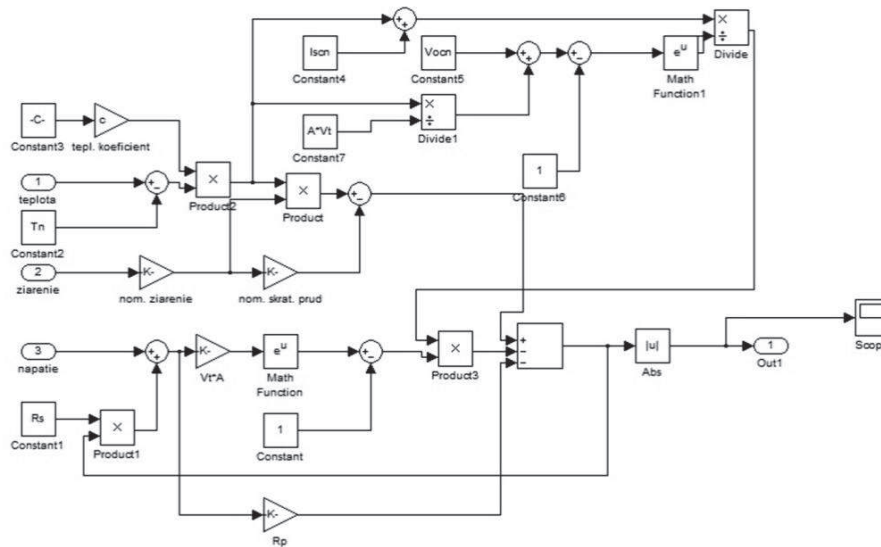 Iscn
Constant4
Vocn
Constant5
e^u
Math
Function1
×
÷
Divide
-C-
Constant3
c
tepl. koeficient
A*Vt
Constant7
×
÷
Divide1
1
teplota
×
Product2
×
Product
1
Constant6
Tn
Constant2
2
ziarenie
K-
nom. ziarenie
K-
nom. skrat. prud
3
napatie
K-
Vt*A
e^u
Math
Function
×
Product3
+
−
−
|u|
Abs
1
Out1
Scop
Rs
Constant1
×
Product1
1
Constant
K-
Rp